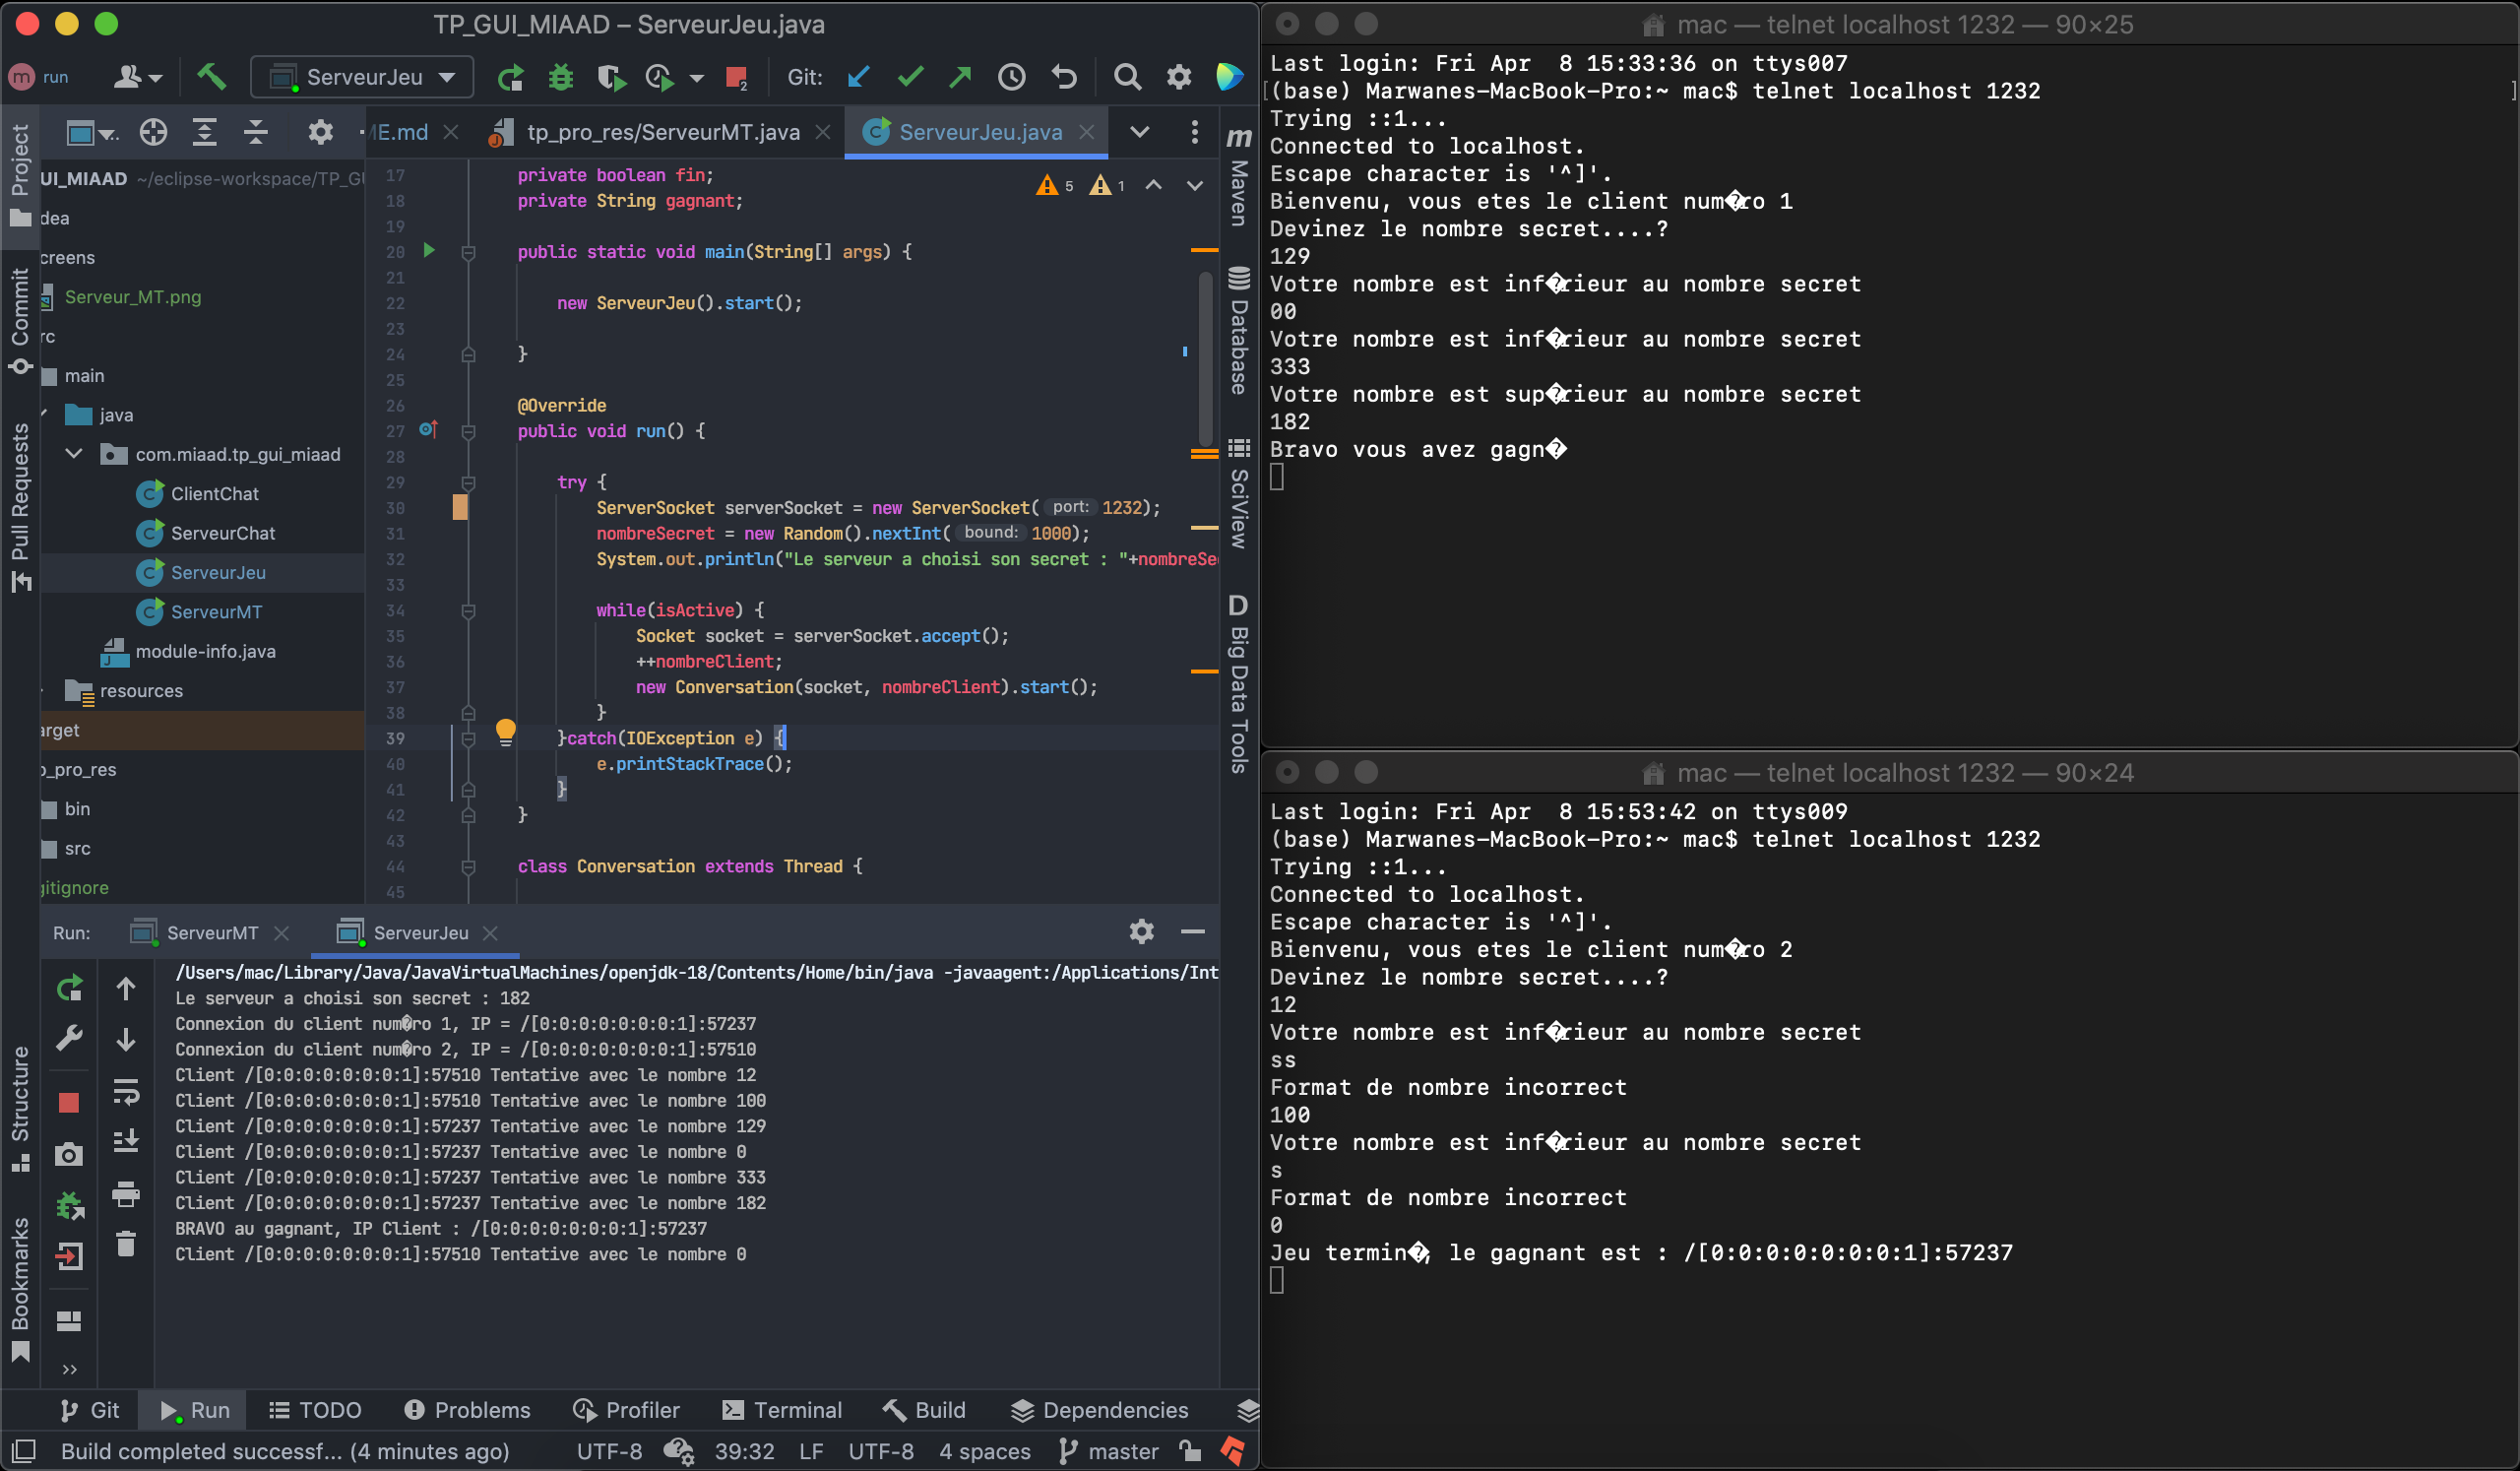 TP_GUI_MIAAD – ServeurJeu.java
m run ServeurJeu 2 Git:
ME.md tp_pro_res/ServeurMT.java ServeurJeu.java
Project
Commit
Pull Requests
Structure
Bookmarks
UI_MIAAD ~/eclipse-workspace/TP_GU
dea
creens
Serveur_MT.png
rc
main
java
com.miaad.tp_gui_miaad
ClientChat
ServeurChat
ServeurJeu
ServeurMT
module-info.java
resources
arget
p_pro_res
bin
src
gitignore
5 1
17 private boolean fin;
18 private String gagnant;
19
20 public static void main(String[] args) {
21
22 new ServeurJeu().start();
23
24 }
25
26 @Override
27 public void run() {
28
29 try {
30 ServerSocket serverSocket = new ServerSocket( port: 1232);
31 nombreSecret = new Random().nextInt( bound: 1000);
32 System.out.println("Le serveur a choisi son secret : "+nombreSe
33
34 while(isActive) {
35 Socket socket = serverSocket.accept();
36 ++nombreClient;
37 new Conversation(socket, nombreClient).start();
38 }
39 }catch(IOException e) {
40 e.printStackTrace();
41 }
42 }
43
44 class Conversation extends Thread {
45
m
Maven
Database
SciView
D
Big Data Tools
Run: ServeurMT ServeurJeu
/Users/mac/Library/Java/JavaVirtualMachines/openjdk-18/Contents/Home/bin/java -javaagent:/Applications/Int
Le serveur a choisi son secret : 182
Connexion du client num�ro 1, IP = /[0:0:0:0:0:0:0:1]:57237
Connexion du client num�ro 2, IP = /[0:0:0:0:0:0:0:1]:57510
Client /[0:0:0:0:0:0:0:1]:57510 Tentative avec le nombre 12
Client /[0:0:0:0:0:0:0:1]:57510 Tentative avec le nombre 100
Client /[0:0:0:0:0:0:0:1]:57237 Tentative avec le nombre 129
Client /[0:0:0:0:0:0:0:1]:57237 Tentative avec le nombre 0
Client /[0:0:0:0:0:0:0:1]:57237 Tentative avec le nombre 333
Client /[0:0:0:0:0:0:0:1]:57237 Tentative avec le nombre 182
BRAVO au gagnant, IP Client : /[0:0:0:0:0:0:0:1]:57237
Client /[0:0:0:0:0:0:0:1]:57510 Tentative avec le nombre 0
Git Run TODO Problems Profiler Terminal Build Dependencies
Build completed successf... (4 minutes ago) UTF-8 39:32 LF UTF-8 4 spaces master
mac — telnet localhost 1232 — 90×25
Last login: Fri Apr  8 15:33:36 on ttys007
[(base) Marwanes-MacBook-Pro:~ mac$ telnet localhost 1232 ]
Trying ::1...
Connected to localhost.
Escape character is '^]'.
Bienvenu, vous etes le client num�ro 1
Devinez le nombre secret....?
129
Votre nombre est inf�rieur au nombre secret
00
Votre nombre est inf�rieur au nombre secret
333
Votre nombre est sup�rieur au nombre secret
182
Bravo vous avez gagn�
mac — telnet localhost 1232 — 90×24
Last login: Fri Apr  8 15:53:42 on ttys009
(base) Marwanes-MacBook-Pro:~ mac$ telnet localhost 1232
Trying ::1...
Connected to localhost.
Escape character is '^]'.
Bienvenu, vous etes le client num�ro 2
Devinez le nombre secret....?
12
Votre nombre est inf�rieur au nombre secret
ss
Format de nombre incorrect
100
Votre nombre est inf�rieur au nombre secret
s
Format de nombre incorrect
0
Jeu termin�, le gagnant est : /[0:0:0:0:0:0:0:1]:57237